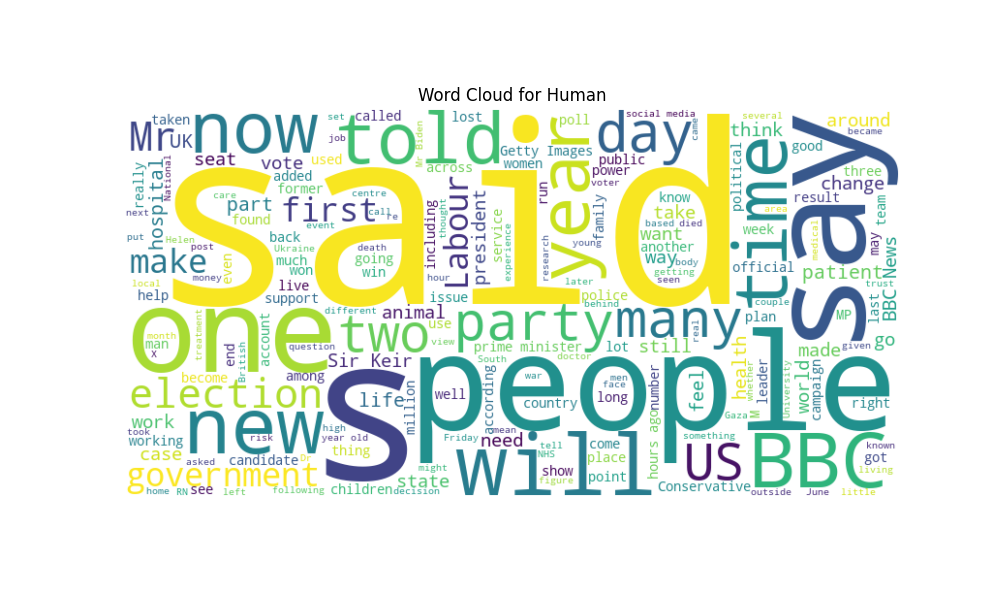 Word Cloud for Human
taken
Mr
UK
now
set
called
job
told
lost
Mr Biden
across
Getty Images
women
poll
year
day
social media
came
public
power
voter
several
think
around
became
good
three
change
say
political
time
result
team
may
BBC News
trust
last
go
really
National
hospital
next
put
seat
vote
used
added
former
part
found
care
centre
call
re
event
first
said
including
Labour
thought
president
service
experience
run
research
young
family
know
take
based
died
want
another
way
body
getting
seen
later
police
behind
area
week
official
medical
couple
plan
patient
MP
given
Helen
post
back
Ukraine
much
won
money
even
make
local
help
live
support
death
going
win
hour
issue
different
animal
use
view
one
two
party
many
real
month
man
x
treatment
end
British
account
question
Sir Keir
among
prime minister
lot
still
South
doctor
war
men
face
health
made
world
leader
whether
University
campaign
right
Gaza
M
become
election
life
million
well
according
country
long
number
feel
people
s
work
took
working
new
risk
high
year old
thing
case
asked
candidate
Dr
government
Friday
mean
need
might
state
will
tell
NHS
show
figure
come
place
point
hours ago
something
US
BBC
known
got
living
home
RN
see
left
following
children
decision
Conservative
outside
June
little